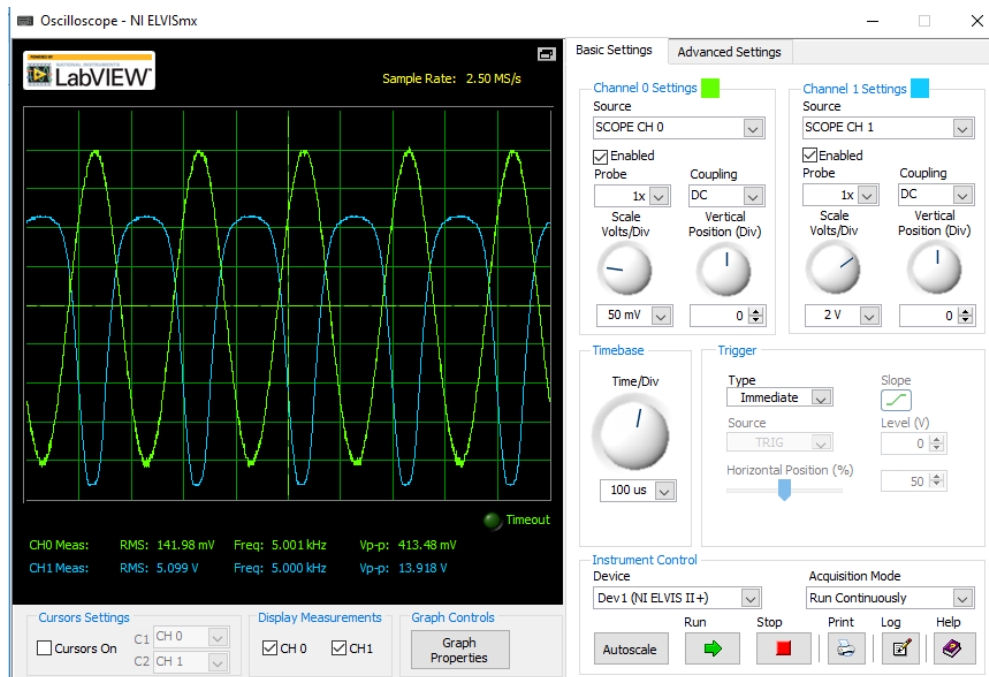 Oscilloscope - NI ELVISmx
POWERED BY
NATIONAL INSTRUMENTS
LabVIEW™
Sample Rate: 2.50 MS/s
Timeout
CH0 Meas: RMS: 141.98 mV Freq: 5.001 kHz Vp-p: 413.48 mV
CH1 Meas: RMS: 5.099 V Freq: 5.000 kHz Vp-p: 13.918 V
Cursors Settings
Cursors On
C1 CH 0
C2 CH 1
Display Measurements
CH 0 CH1
Graph Controls
Graph
Properties
Basic Settings Advanced Settings
Channel 0 Settings
Source
SCOPE CH 0
Enabled
Probe Coupling
1x DC
Scale Vertical
Volts/Div Position (Div)
50 mV 0
Channel 1 Settings
Source
SCOPE CH 1
Enabled
Probe Coupling
1x DC
Scale Vertical
Volts/Div Position (Div)
2 V 0
Timebase
Time/Div
100 us
Trigger
Type Slope
Immediate
Source Level (V)
TRIG 0
Horizontal Position (%)
50
Instrument Control
Device Acquisition Mode
Dev1 (NI ELVIS II+) Run Continuously
Run Stop Print Log Help
Autoscale